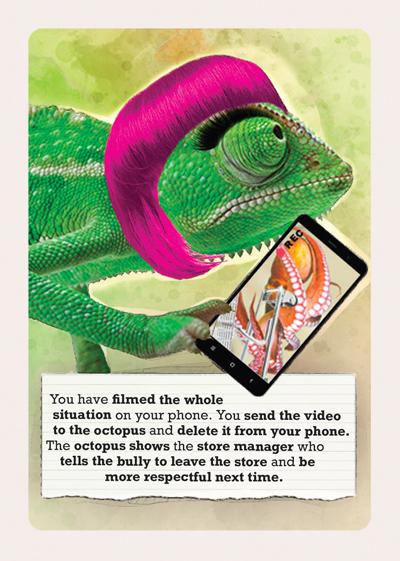 REC
You have filmed the whole
situation on your phone. You send the video
to the octopus and delete it from your phone.
The octopus shows the store manager who
tells the bully to leave the store and be
more respectful next time.